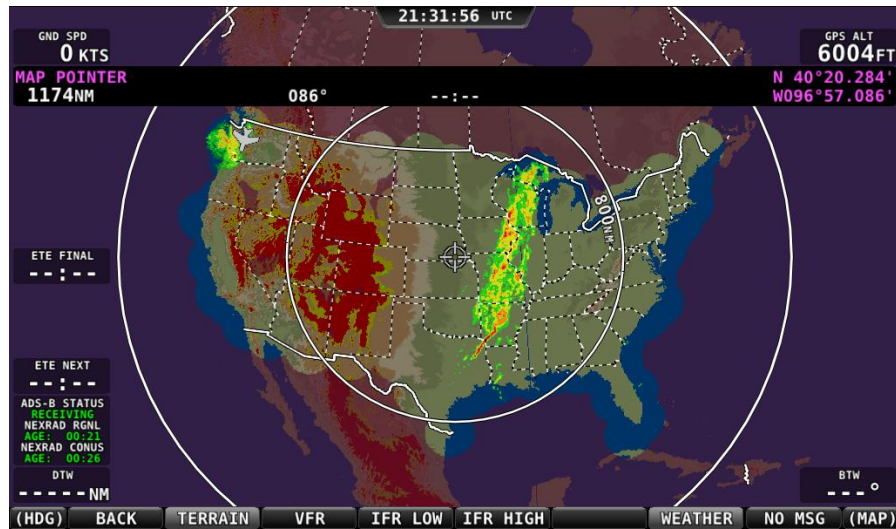 21:31:56 UTC
GND SPD
0 KTS
GPS ALT
6004FT
MAP POINTER
N 40°20.284'
1174NM 086° --:-- W096°57.086'
800NM
ETE FINAL
--:--
ETE NEXT
--:--
ADS-B STATUS
RECEIVING
NEXRAD RGNL
AGE: 00:21
NEXRAD CONUS
AGE: 00:26
DTW
-----NM
BTW
---°
(HDG) BACK TERRAIN VFR IFR LOW IFR HIGH WEATHER NO MSG (MAP)